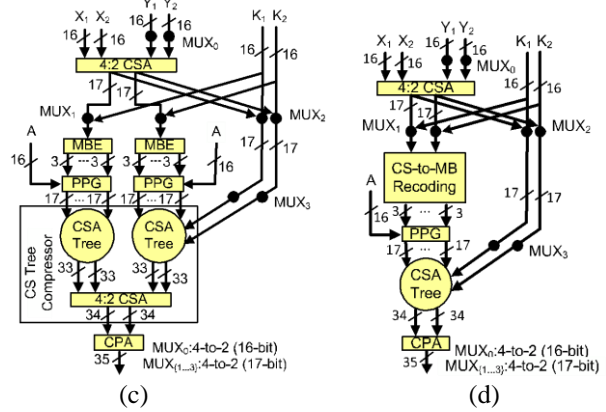 X1 X2 Y1 Y2 K1 K2
16 16 16 16 MUX0 16 16
4:2 CSA
17 17
MUX1 MUX2
A MBE MBE A
16 3 ... 3 3 ... 3 16 17 17
PPG PPG
17 ... 17 17 ... 17
MUX3
CS Tree Compressor
CSA Tree CSA Tree
33 33 33 33
4:2 CSA
34 34
CPA
35
MUX0:4-to-2 (16-bit)
MUX{1...3}:4-to-2 (17-bit)
(c)
X1 X2 Y1 Y2 K1 K2
16 16 16 16 MUX0 16 16
4:2 CSA
17 17
MUX1 MUX2
CS-to-MB
Recoding
A
16 3 ... 3 17 17
PPG
17 ... 17
MUX3
CSA
Tree
34 34
CPA
35
MUX0:4-to-2 (16-bit)
MUX{1...3}:4-to-2 (17-bit)
(d)